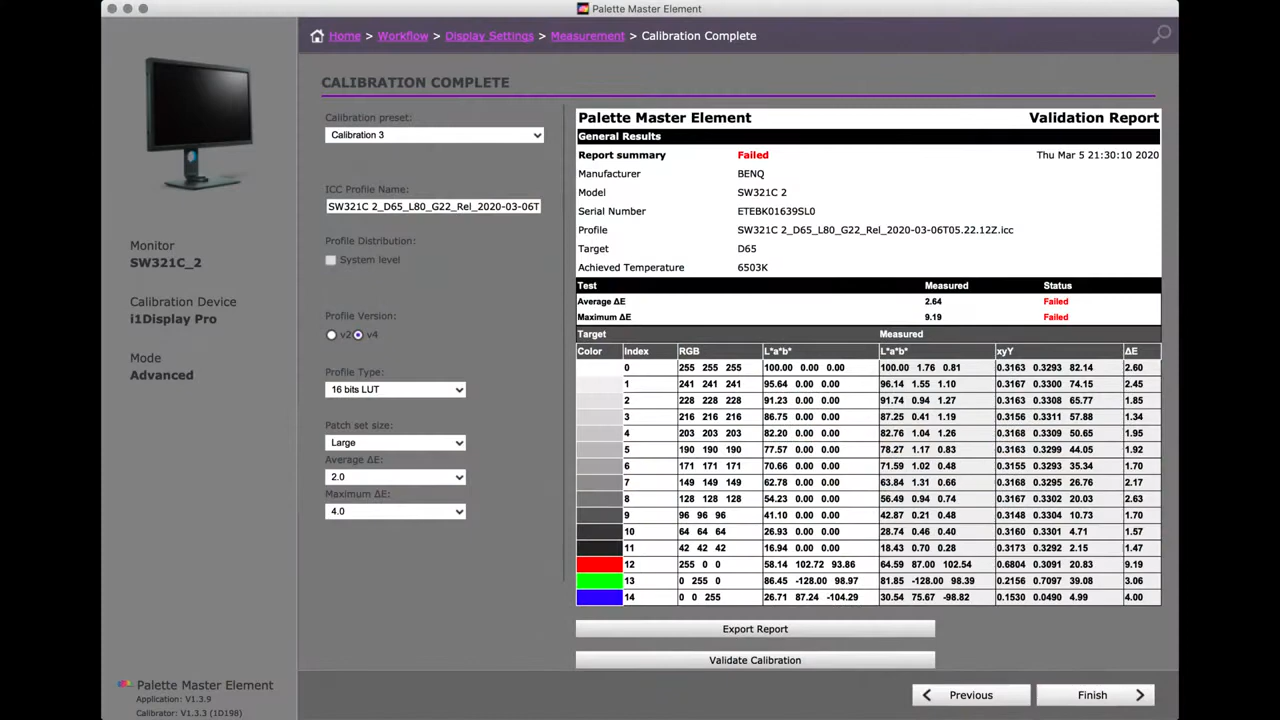 Palette Master Element
Home > Workflow > Display Settings > Measurement > Calibration Complete
CALIBRATION COMPLETE
Monitor
SW321C_2
Calibration Device
i1Display Pro
Mode
Advanced
Palette Master Element
Application: V1.3.9
Calibrator: V1.3.3 (1D198)
Calibration preset:
Calibration 3
ICC Profile Name:
SW321C 2_D65_L80_G22_Rel_2020-03-06T
Profile Distribution:
System level
Profile Version:
v2 v4
Profile Type:
16 bits LUT
Patch set size:
Large
Average ΔE:
2.0
Maximum ΔE:
4.0
Palette Master Element Validation Report
General Results
Report summary Failed Thu Mar 5 21:30:10 2020
Manufacturer BENQ
Model SW321C 2
Serial Number ETEBK01639SL0
Profile SW321C 2_D65_L80_G22_Rel_2020-03-06T05.22.12Z.icc
Target D65
Achieved Temperature 6503K
Test Measured Status
Average ΔE 2.64 Failed
Maximum ΔE 9.19 Failed
Target Measured
Color Index RGB L*a*b* L*a*b* xyY ΔE
0 255 255 255 100.00 0.00 0.00 100.00 1.76 0.81 0.3163 0.3293 82.14 2.60
1 241 241 241 95.64 0.00 0.00 96.14 1.55 1.10 0.3167 0.3300 74.15 2.45
2 228 228 228 91.23 0.00 0.00 91.74 0.94 1.27 0.3163 0.3308 65.77 1.85
3 216 216 216 86.75 0.00 0.00 87.25 0.41 1.19 0.3156 0.3311 57.88 1.34
4 203 203 203 82.20 0.00 0.00 82.76 1.04 1.26 0.3168 0.3309 50.65 1.95
5 190 190 190 77.57 0.00 0.00 78.27 1.17 0.83 0.3163 0.3299 44.05 1.92
6 171 171 171 70.66 0.00 0.00 71.59 1.02 0.48 0.3155 0.3293 35.34 1.70
7 149 149 149 62.78 0.00 0.00 63.84 1.31 0.66 0.3163 0.3295 26.76 2.17
8 128 128 128 54.23 0.00 0.00 56.49 0.94 0.74 0.3167 0.3302 20.03 2.63
9 96 96 96 41.10 0.00 0.00 42.87 0.21 0.48 0.3148 0.3304 10.73 1.70
10 64 64 64 26.93 0.00 0.00 28.74 0.46 0.40 0.3160 0.3301 4.71 1.57
11 42 42 42 16.94 0.00 0.00 18.43 0.70 0.28 0.3173 0.3292 2.15 1.47
12 255 0 0 58.14 102.72 93.86 64.59 87.00 102.54 0.6804 0.3091 20.83 9.19
13 0 255 0 86.45 -128.00 98.97 81.85 -128.00 98.39 0.2156 0.7097 39.08 3.06
14 0 0 255 26.71 87.24 -104.29 30.54 75.67 -98.82 0.1530 0.0490 4.99 4.00
Export Report
Validate Calibration
Previous Finish